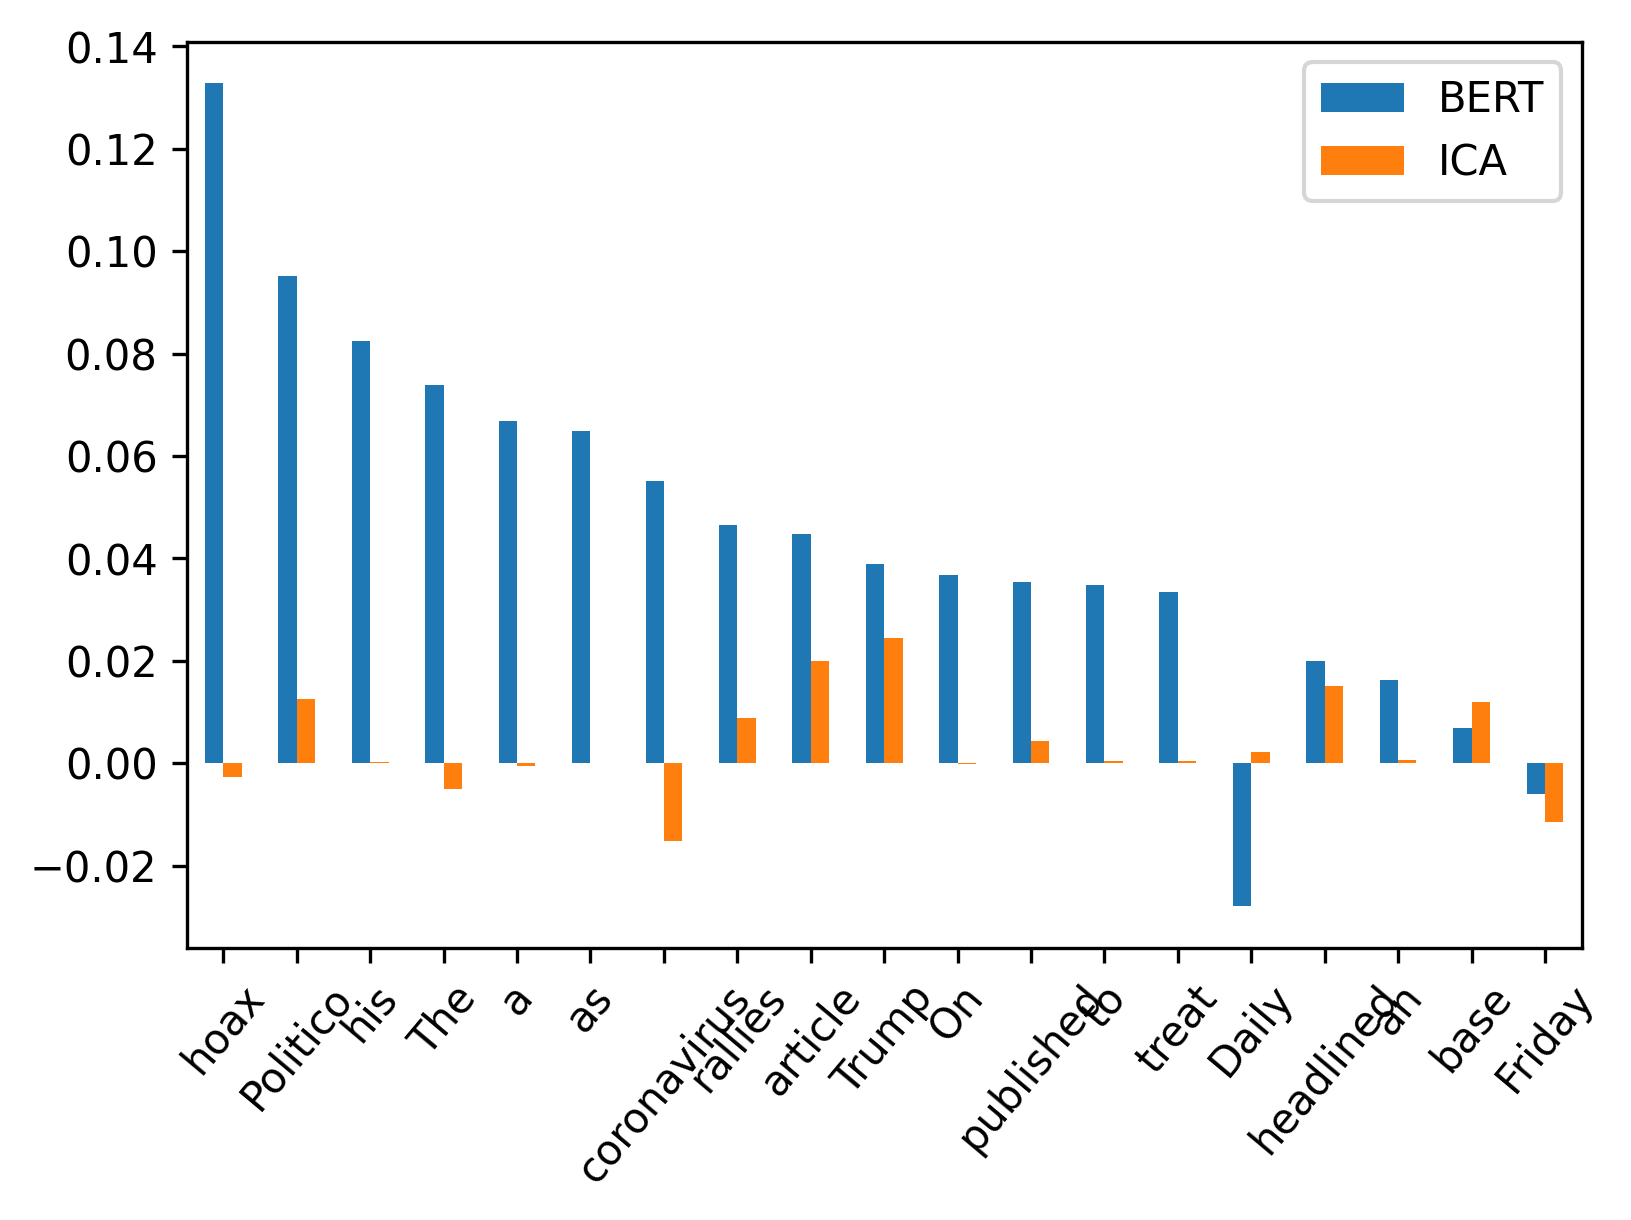 0.14
0.12
0.10
0.08
0.06
0.04
0.02
0.00
−0.02
BERT
ICA
hoax
Politico
his
The
a
as
coronavirus
rallies
article
Trump
On
published
to
treat
Daily
headlined
an
base
Friday